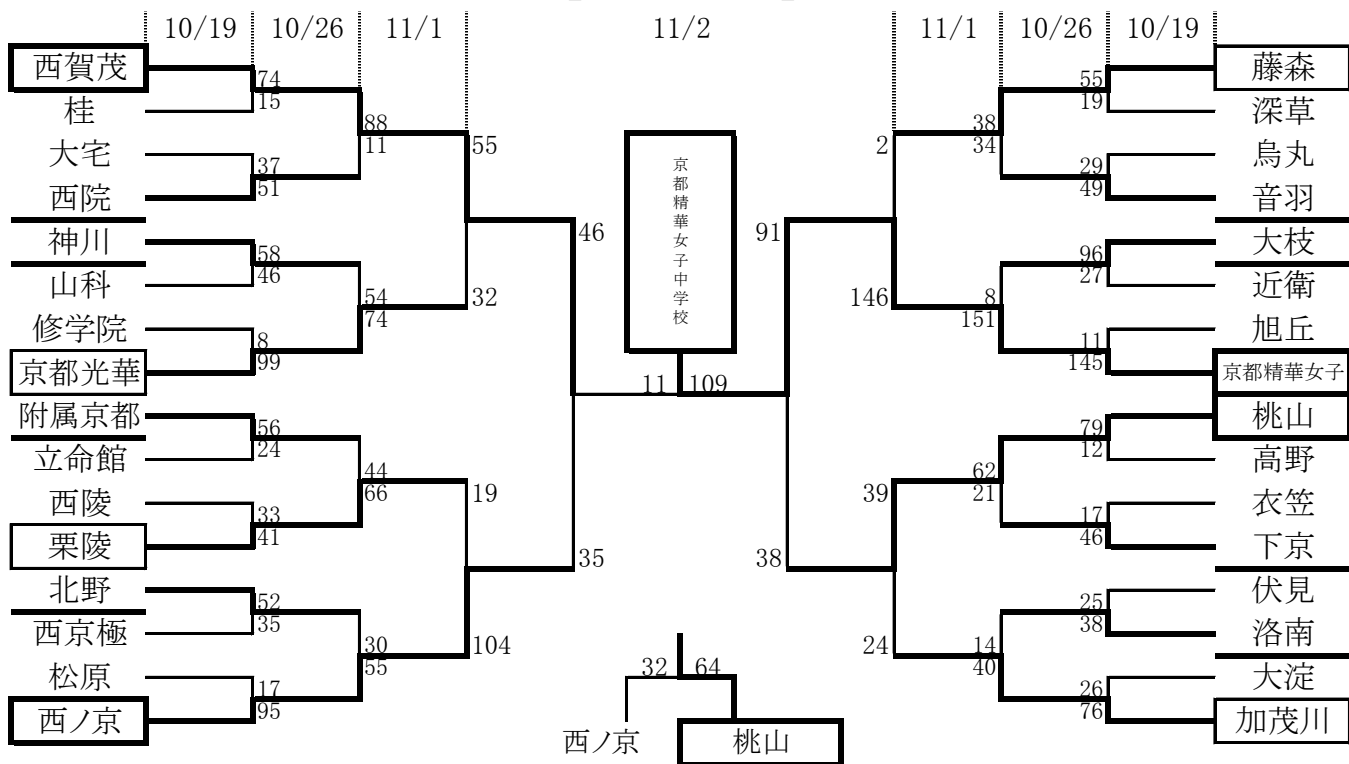 10/19 10/26 11/1 11/2 11/1 10/26 10/19
西賀茂
桂
大宅
西院
神川
山科
修学院
京都光華
附属京都
立命館
西陵
栗陵
北野
西京極
松原
西ノ京
74
15
37
51
58
46
8
99
56
24
33
41
52
35
17
95
88
11
54
74
44
66
30
55
55
32
19
104
46
35
京都精華女子中学校
11 109
32 64
西ノ京 桃山
91
38
2
146
39
24
38
34
8
151
62
21
14
40
55
19
29
49
96
27
11
145
79
12
17
46
25
38
26
76
藤森
深草
烏丸
音羽
大枝
近衛
旭丘
京都精華女子
桃山
高野
衣笠
下京
伏見
洛南
大淀
加茂川